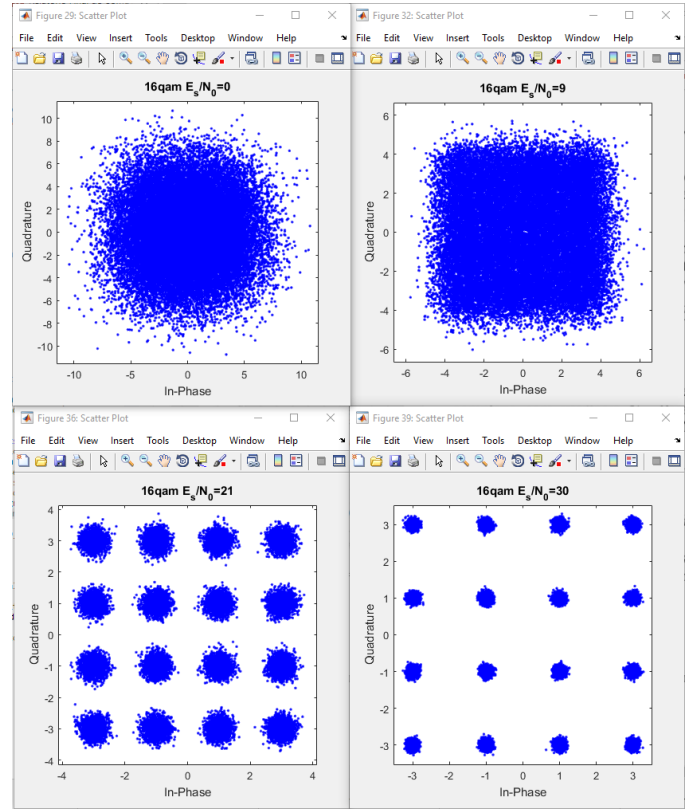 Figure 29: Scatter Plot
File Edit View Insert Tools Desktop Window Help
16qam E_s/N_0=0
10
8
6
4
2
0
-2
-4
-6
-8
-10
Quadrature
-10 -5 0 5 10
In-Phase
Figure 32: Scatter Plot
File Edit View Insert Tools Desktop Window Help
16qam E_s/N_0=9
6
4
2
0
-2
-4
-6
Quadrature
-6 -4 -2 0 2 4 6
In-Phase
Figure 36: Scatter Plot
File Edit View Insert Tools Desktop Window Help
16qam E_s/N_0=21
4
3
2
1
0
-1
-2
-3
-4
Quadrature
-4 -2 0 2 4
In-Phase
Figure 39: Scatter Plot
File Edit View Insert Tools Desktop Window Help
16qam E_s/N_0=30
3
2
1
0
-1
-2
-3
Quadrature
-3 -2 -1 0 1 2 3
In-Phase